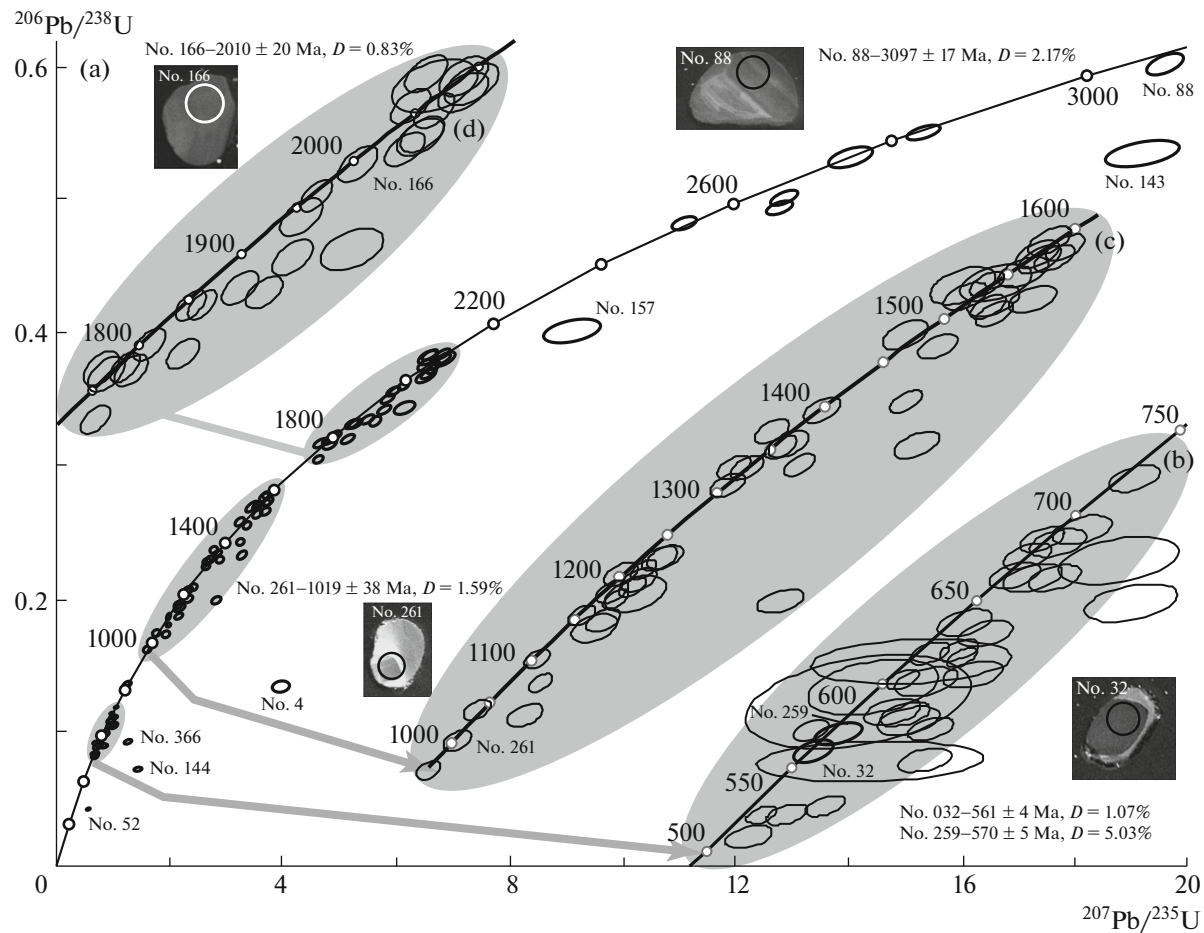 206Pb/238U
No. 166–2010 ± 20 Ma, D = 0.83%
No. 88–3097 ± 17 Ma, D = 2.17%
0.6
(a)
No. 166
No. 88
3000
No. 88
(d)
2000
No. 166
2600
No. 143
1900
1600
(c)
2200
1500
No. 157
1800
0.4
1400
750
1800
(b)
1300
700
1400
1200
No. 261–1019 ± 38 Ma, D = 1.59%
650
0.2
No. 261
1000
1100
600
No. 32
No. 4
No. 259
1000
No. 366
No. 261
550
No. 32
No. 144
No. 52
500
No. 032–561 ± 4 Ma, D = 1.07%
No. 259–570 ± 5 Ma, D = 5.03%
0
4
8
12
16
20
207Pb/235U